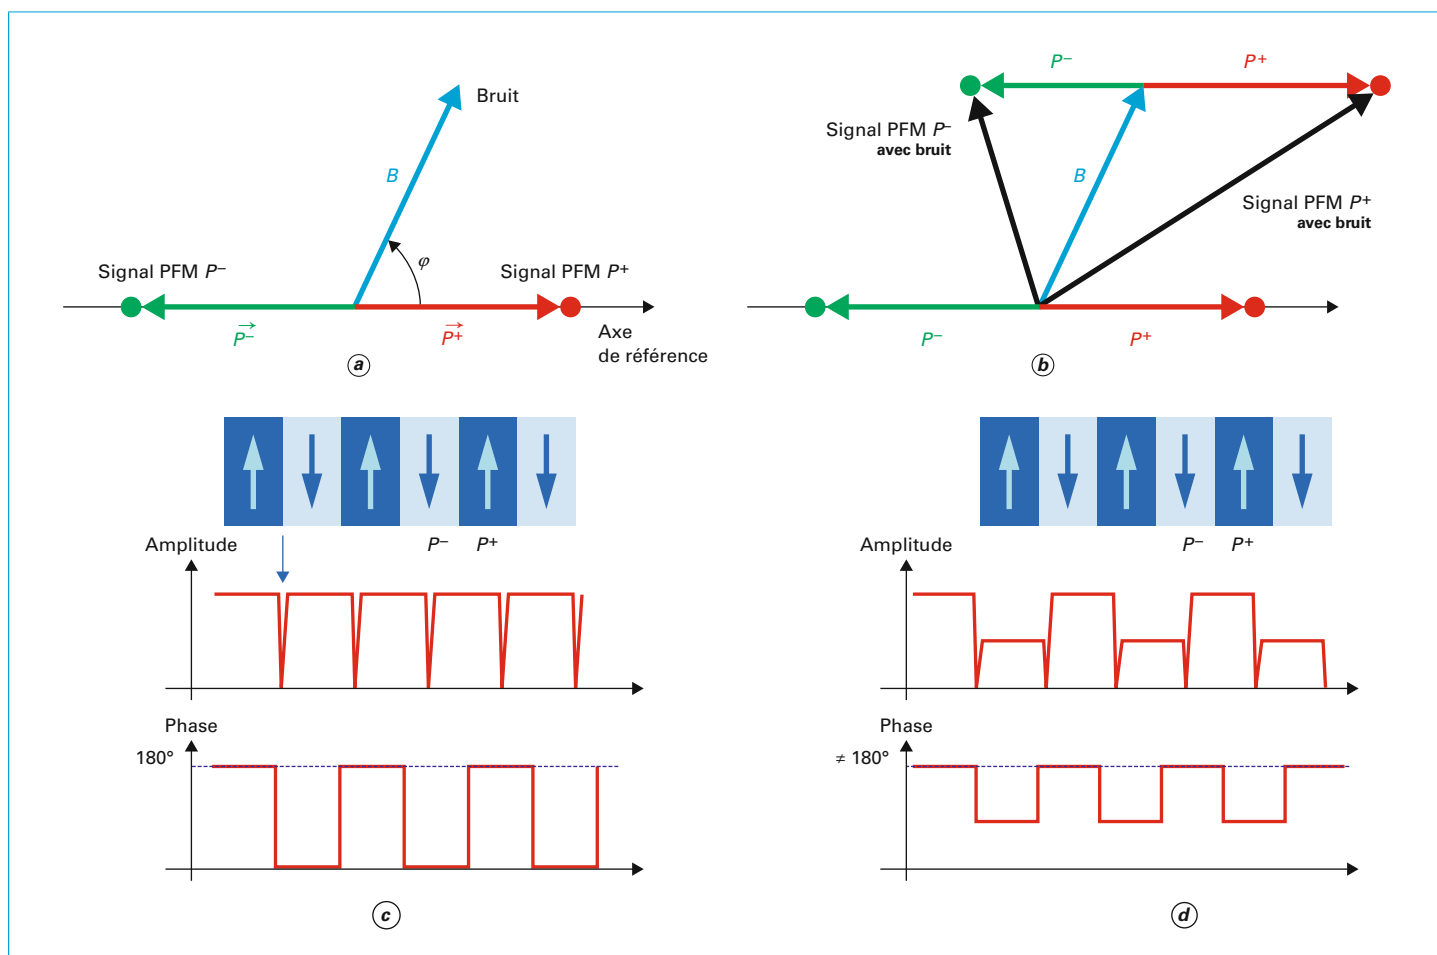 Bruit
B
φ
Signal PFM P–
Signal PFM P+
P–
P+
Axe
de référence
a
P–
P+
Signal PFM P–
avec bruit
B
Signal PFM P+
avec bruit
P–
P+
b
P– P+
Amplitude
Phase
180°
c
P– P+
Amplitude
Phase
≠ 180°
d